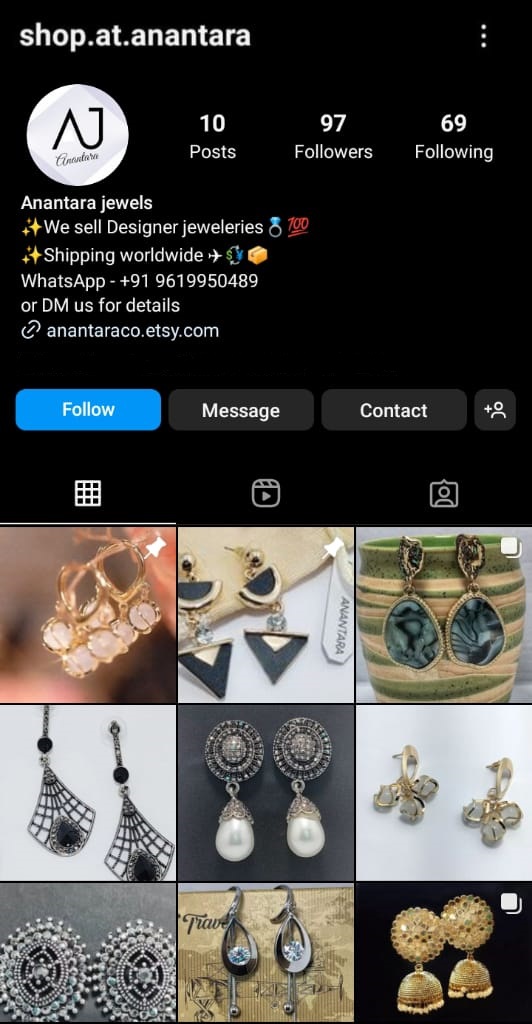 shop.at.anantara
AJ
Anantara
10
Posts
97
Followers
69
Following
Anantara jewels
✨We sell Designer jeweleries💍💯
✨Shipping worldwide ✈💱📦
WhatsApp - +91 9619950489
or DM us for details
anantaraco.etsy.com
Follow
Message
Contact
ANANTARA
Trav